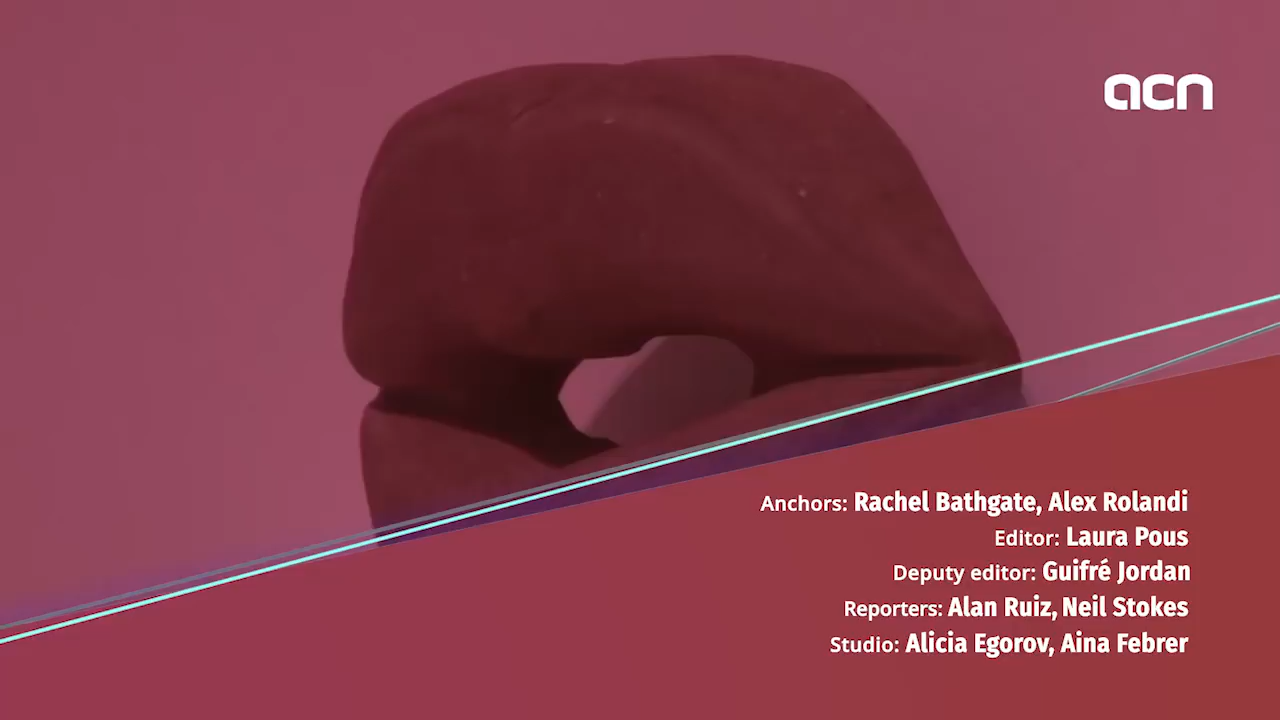 acn
Anchors: Rachel Bathgate, Alex Rolandi
Editor: Laura Pous
Deputy editor: Guifré Jordan
Reporters: Alan Ruiz, Neil Stokes
Studio: Alicia Egorov, Aina Febrer